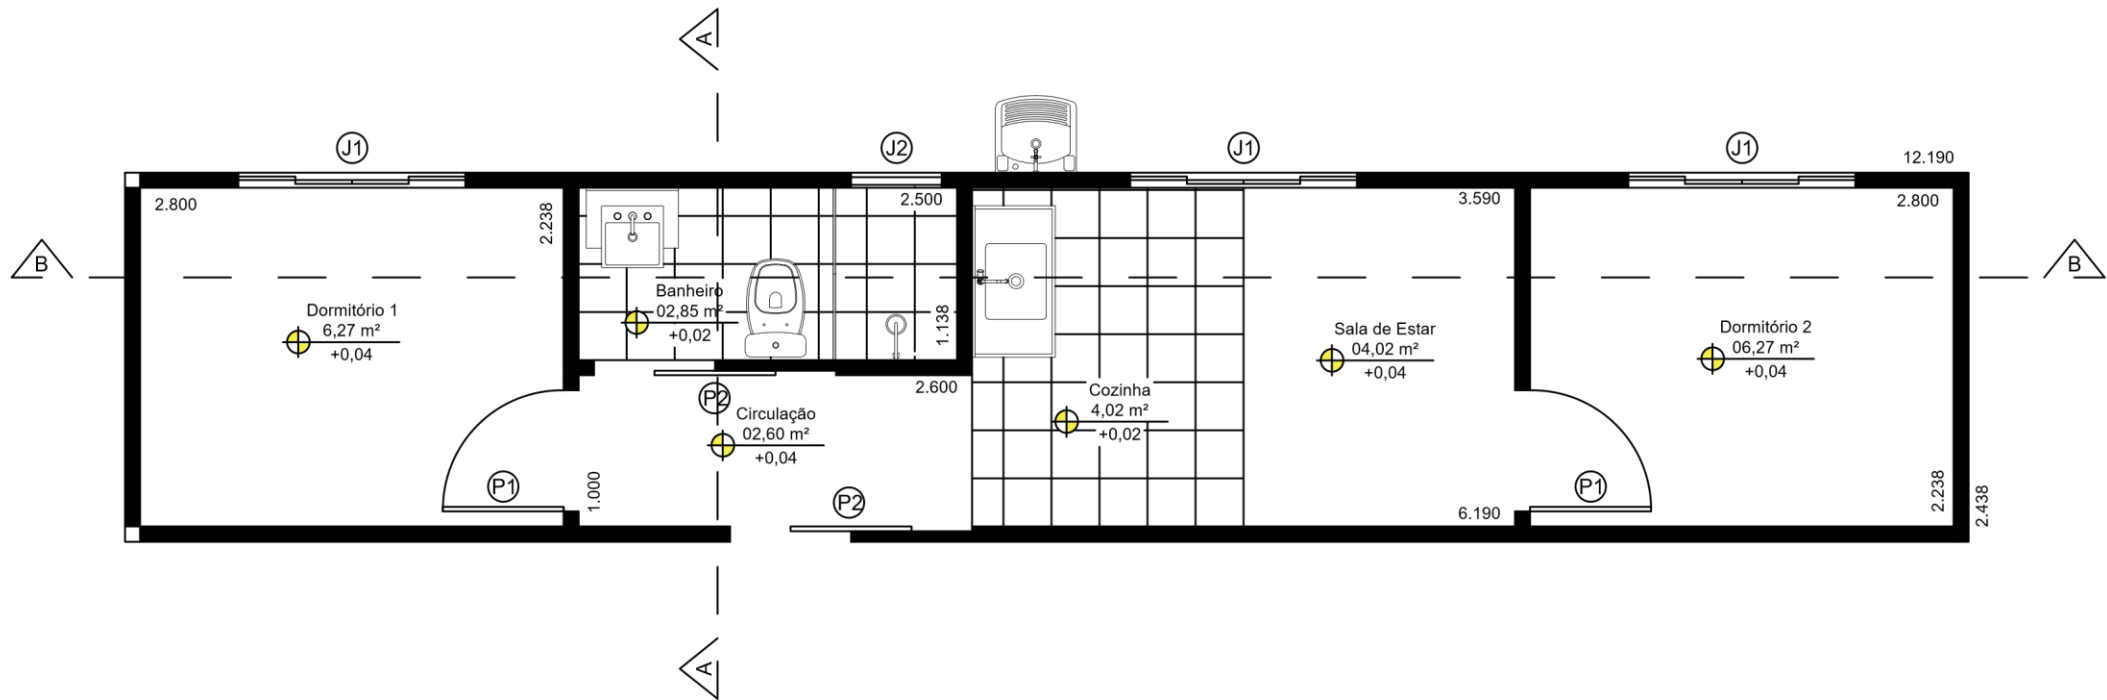 A
J1
J2
J1
J1
12.190
2.800
2.238
2.500
3.590
2.800
B
B
Dormitório 1
6,27 m²
+0,04
Banheiro
02,85 m²
+0,02
1.138
Sala de Estar
04,02 m²
+0,04
Dormitório 2
06,27 m²
+0,04
2.600
P2
Circulação
02,60 m²
+0,04
Cozinha
4,02 m²
+0,02
P1
1.000
P2
6.190
P1
2.238
2.438
A